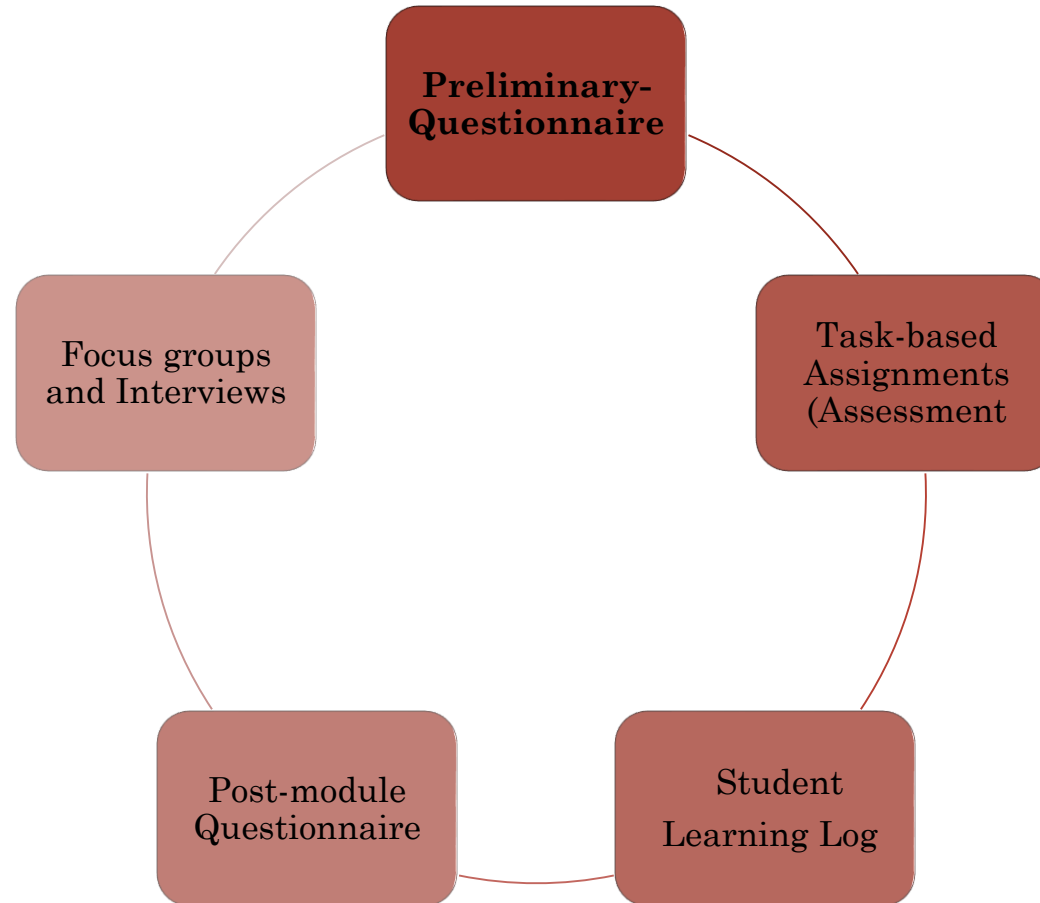 Preliminary-
Questionnaire
Task-based
Assignments
(Assessment
Student
Learning Log
Post-module
Questionnaire
Focus groups
and Interviews